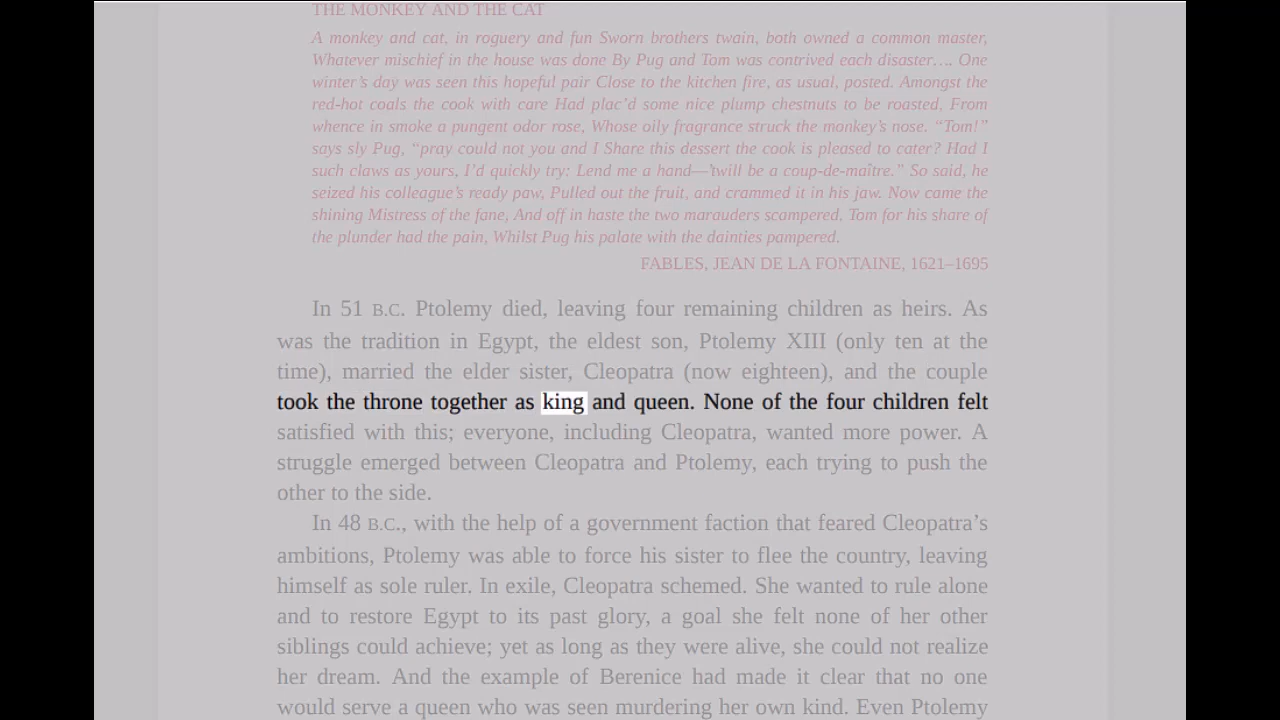 THE MONKEY AND THE CAT
A monkey and cat, in roguery and fun Sworn brothers twain, both owned a common master,
Whatever mischief in the house was done By Pug and Tom was contrived each disaster.… One
winter’s day was seen this hopeful pair Close to the kitchen fire, as usual, posted. Amongst the
red-hot coals the cook with care Had plac’d some nice plump chestnuts to be roasted, From
whence in smoke a pungent odor rose, Whose oily fragrance struck the monkey’s nose. “Tom!”
says sly Pug, “pray could not you and I Share this dessert the cook is pleased to cater? Had I
such claws as yours, I’d quickly try: Lend me a hand—’twill be a coup-de-maître.” So said, he
seized his colleague’s ready paw, Pulled out the fruit, and crammed it in his jaw. Now came the
shining Mistress of the fane, And off in haste the two marauders scampered. Tom for his share of
the plunder had the pain, Whilst Pug his palate with the dainties pampered.
FABLES, JEAN DE LA FONTAINE, 1621–1695
In 51 B.C. Ptolemy died, leaving four remaining children as heirs. As
was the tradition in Egypt, the eldest son, Ptolemy XIII (only ten at the
time), married the elder sister, Cleopatra (now eighteen), and the couple
took the throne together as king and queen. None of the four children felt
satisfied with this; everyone, including Cleopatra, wanted more power. A
struggle emerged between Cleopatra and Ptolemy, each trying to push the
other to the side.
In 48 B.C., with the help of a government faction that feared Cleopatra’s
ambitions, Ptolemy was able to force his sister to flee the country, leaving
himself as sole ruler. In exile, Cleopatra schemed. She wanted to rule alone
and to restore Egypt to its past glory, a goal she felt none of her other
siblings could achieve; yet as long as they were alive, she could not realize
her dream. And the example of Berenice had made it clear that no one
would serve a queen who was seen murdering her own kind. Even Ptolemy